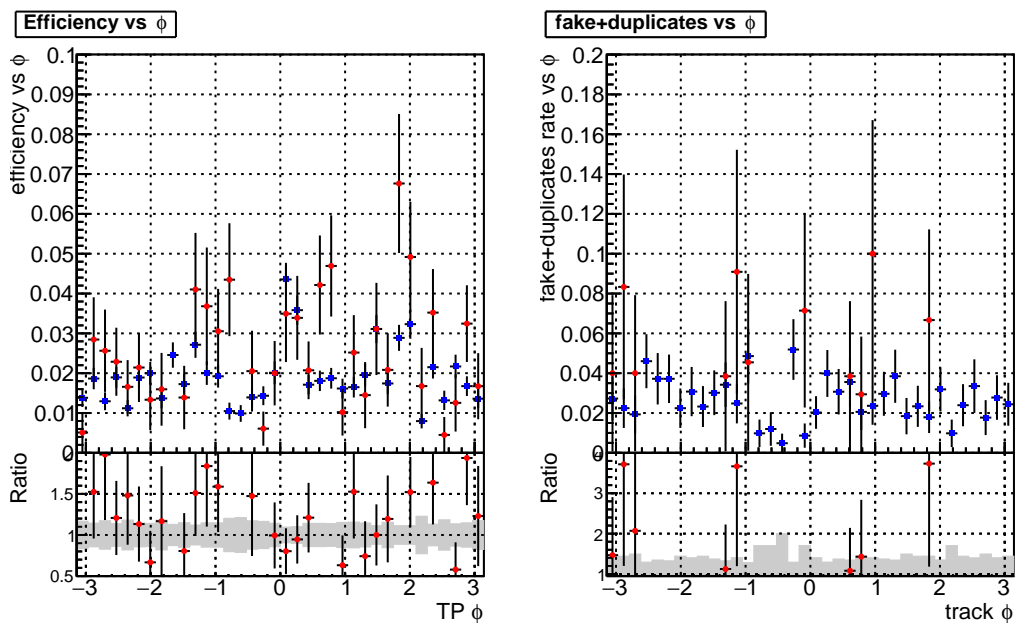 Efficiency vs ϕ
efficiency vs ϕ
0.1
0.09
0.08
0.07
0.06
0.05
0.04
0.03
0.02
0.01
0
Ratio
1.5
1
0.5
−3 −2 −1 0 1 2 3
TP ϕ
fake+duplicates vs ϕ
fake+duplicates rate vs ϕ
0.2
0.18
0.16
0.14
0.12
0.1
0.08
0.06
0.04
0.02
0
Ratio
4
3
2
1
−3 −2 −1 0 1 2 3
track ϕ